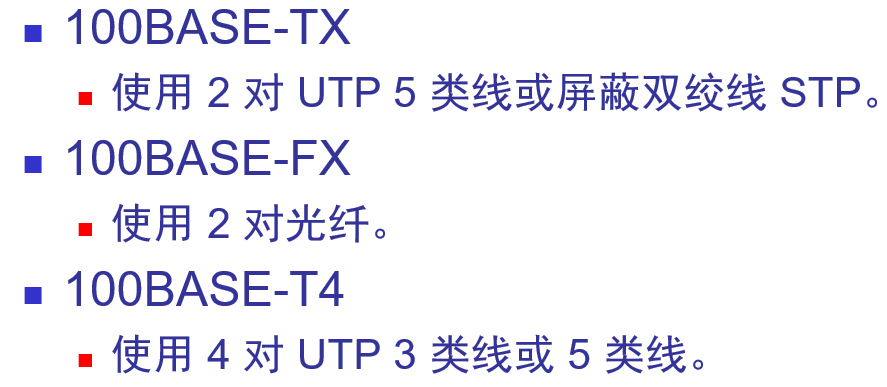 100BASE-TX
使用 2 对 UTP 5 类线或屏蔽双绞线 STP。
100BASE-FX
使用 2 对光纤。
100BASE-T4
使用 4 对 UTP 3 类线或 5 类线。